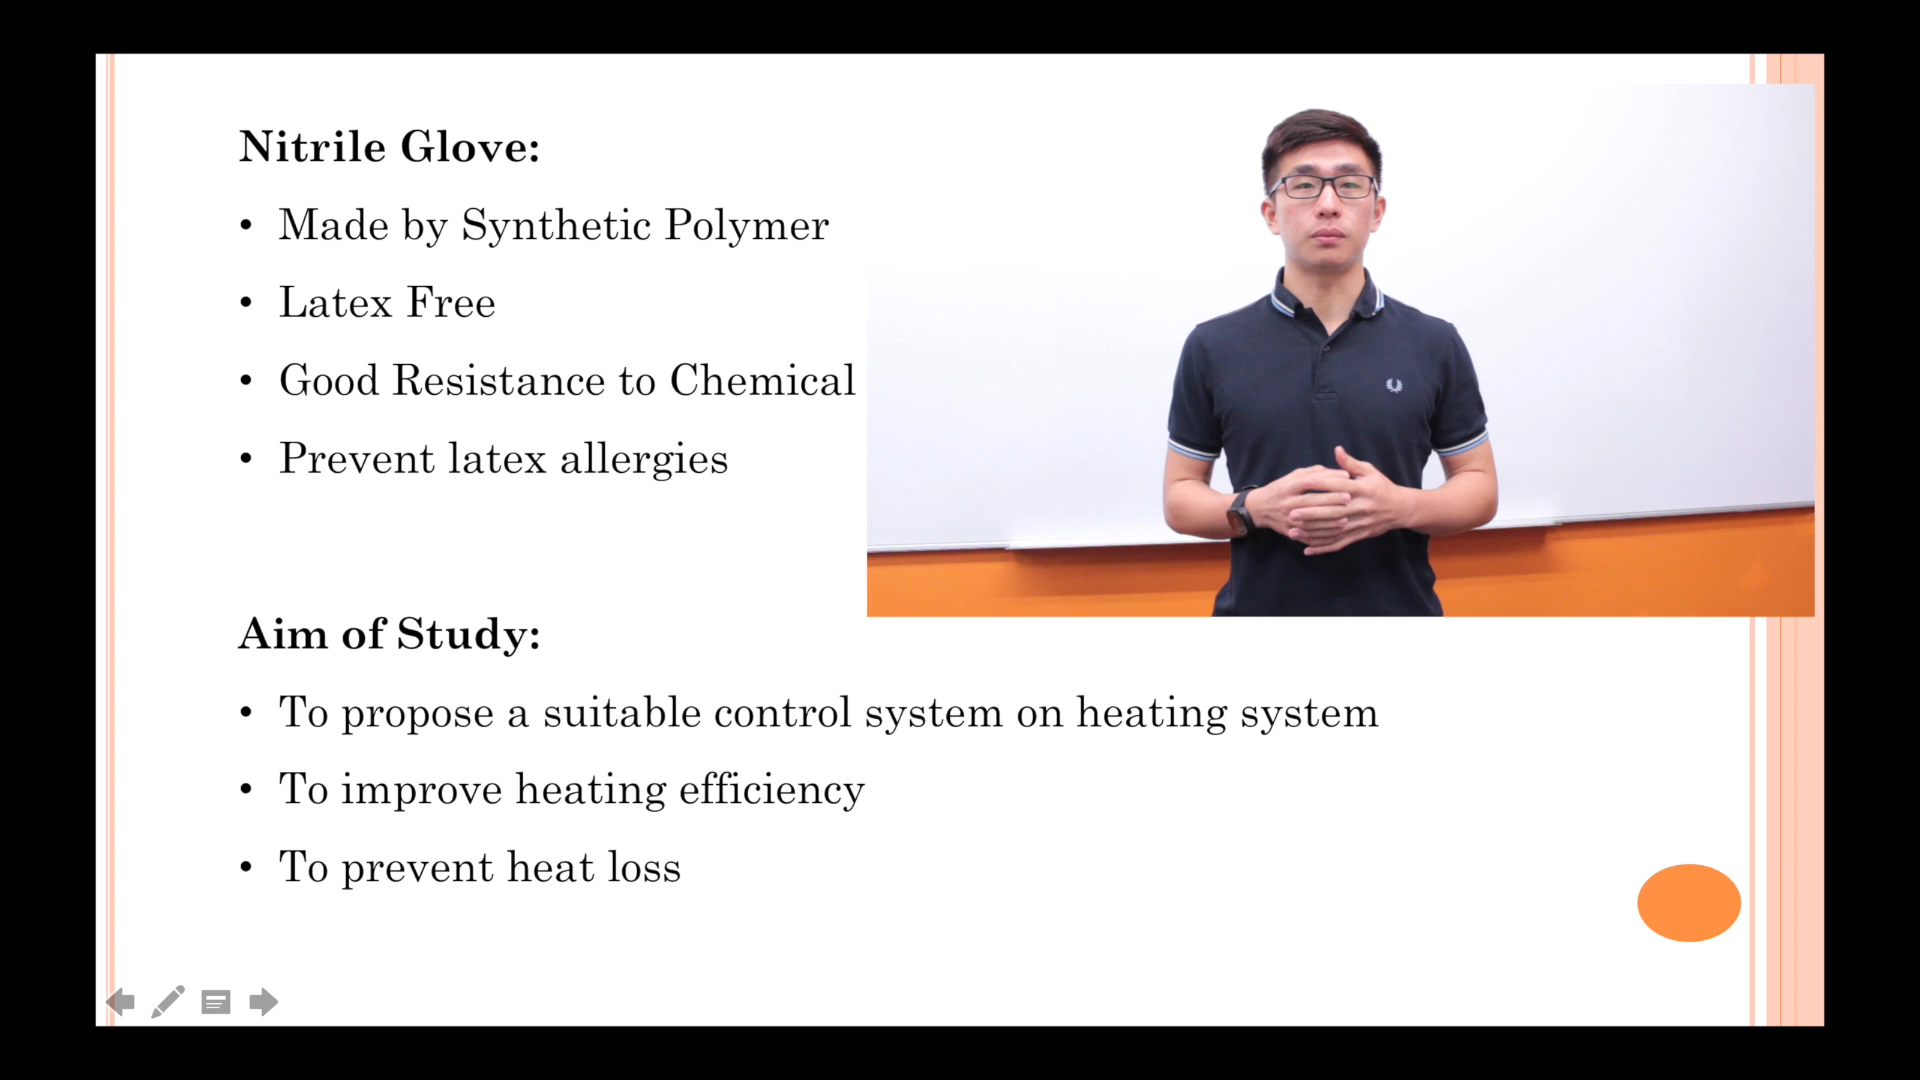 Nitrile Glove:
• Made by Synthetic Polymer
• Latex Free
• Good Resistance to Chemical
• Prevent latex allergies
Aim of Study:
• To propose a suitable control system on heating system
• To improve heating efficiency
• To prevent heat loss